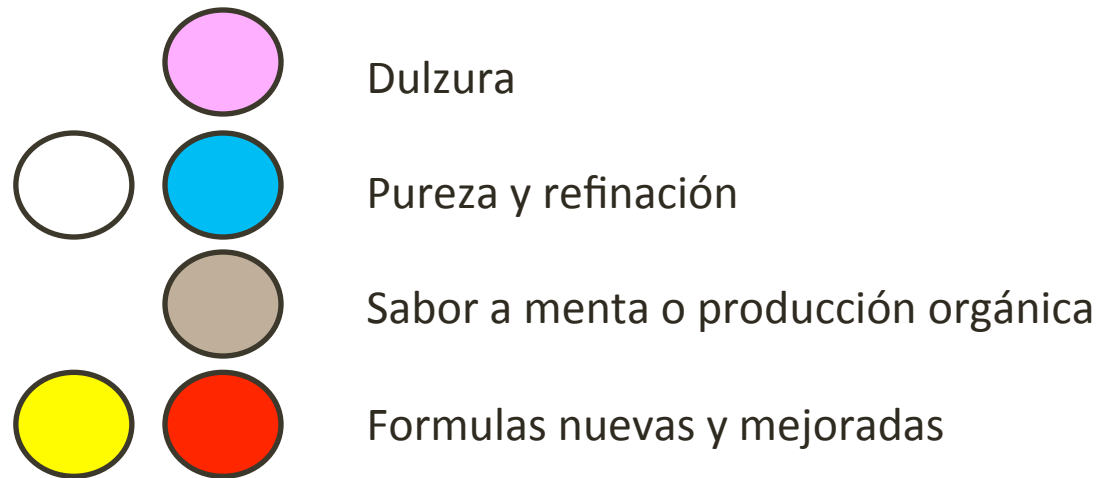 Dulzura
Pureza y refinación
Sabor a menta o producción orgánica
Formulas nuevas y mejoradas